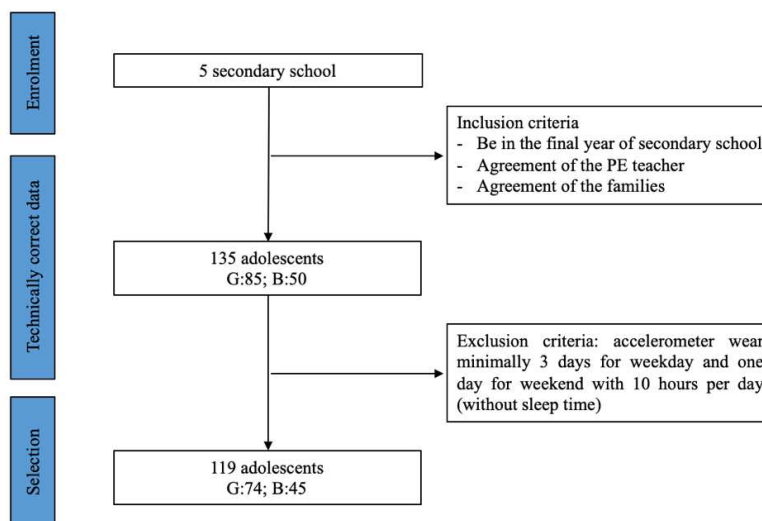 Enrolment
5 secondary school
Inclusion criteria
- Be in the final year of secondary school
- Agreement of the PE teacher
- Agreement of the families
Technically correct data
135 adolescents
G:85; B:50
Exclusion criteria: accelerometer wear
minimally 3 days for weekday and one
day for weekend with 10 hours per day
(without sleep time)
Selection
119 adolescents
G:74; B:45